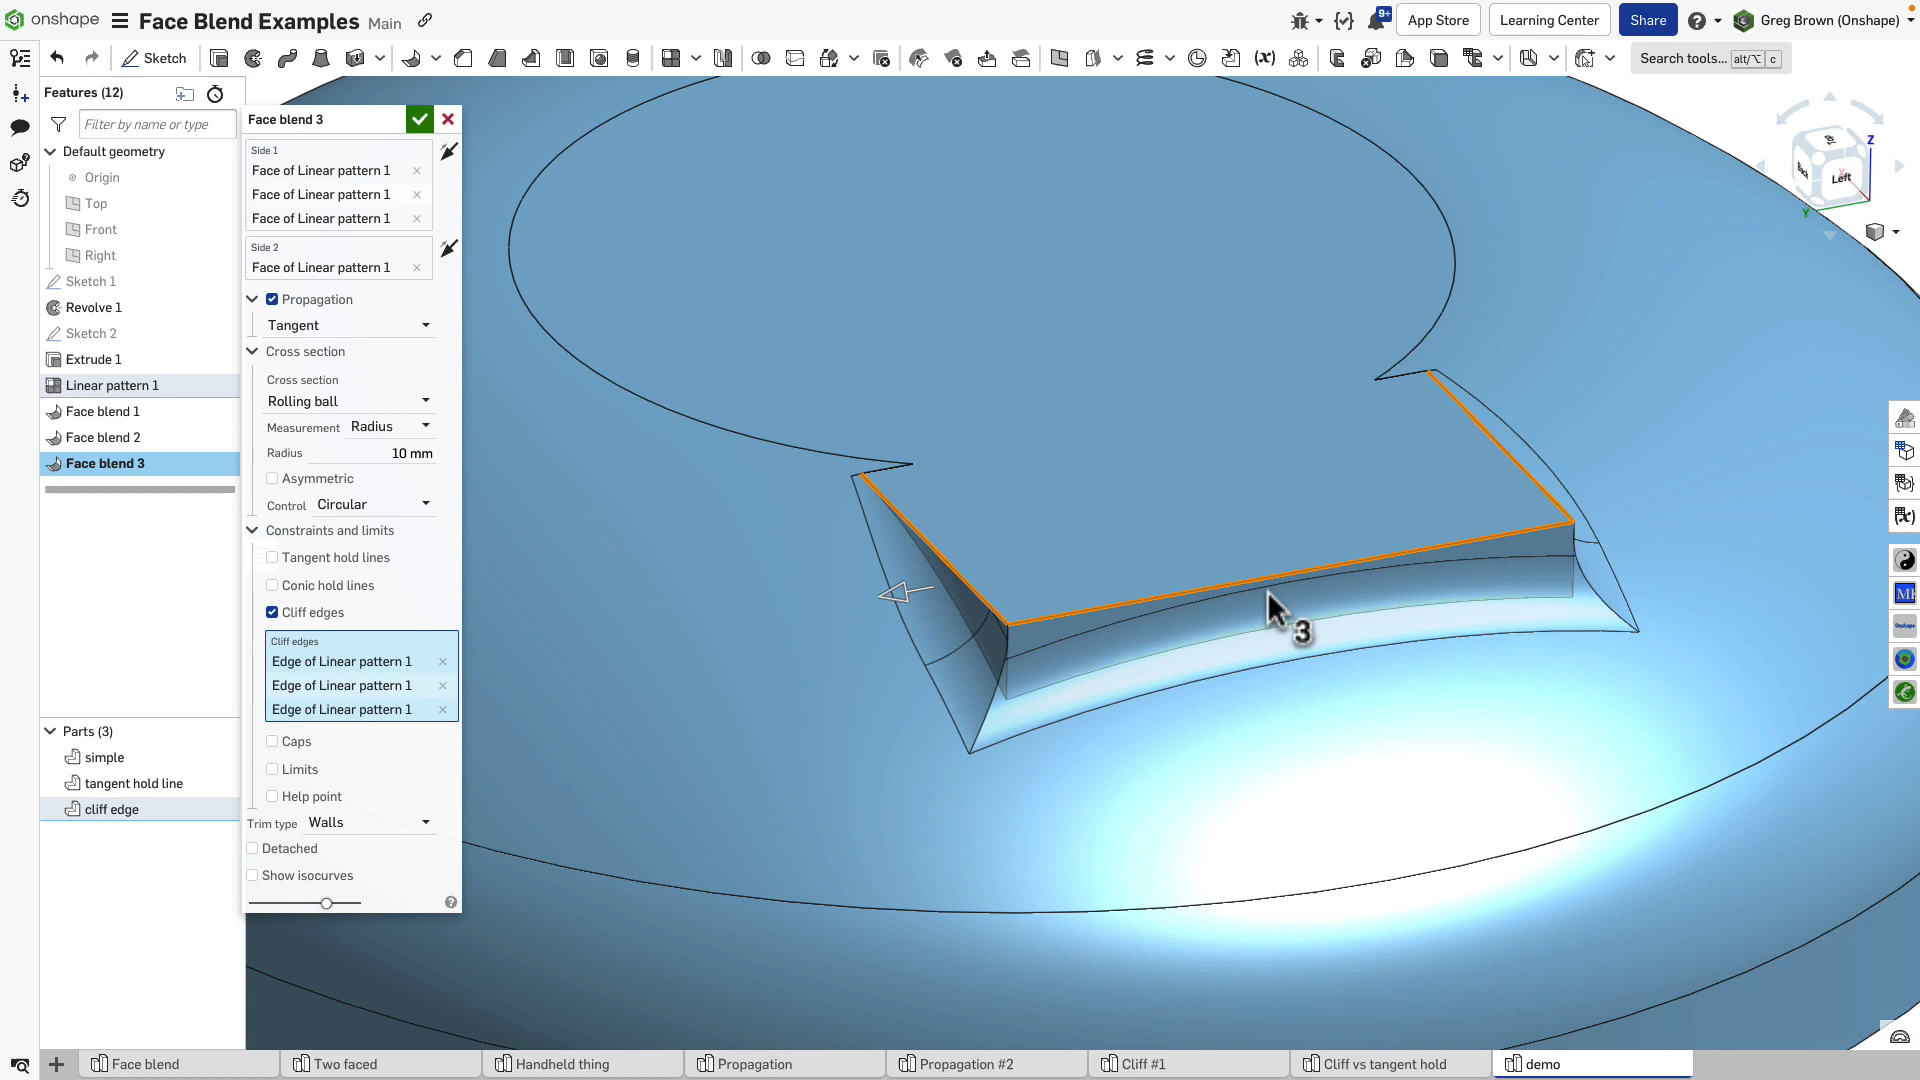 onshape
Face Blend Examples Main
9+
App Store
Learning Center
Share
Greg Brown (Onshape)
Sketch
Search tools... alt/⌥ c
Features (12)
Filter by name or type
Default geometry
Origin
Top
Front
Right
Sketch 1
Revolve 1
Sketch 2
Extrude 1
Linear pattern 1
Face blend 1
Face blend 2
Face blend 3
Parts (3)
simple
tangent hold line
cliff edge
Face blend 3
Side 1
Face of Linear pattern 1
Face of Linear pattern 1
Face of Linear pattern 1
Side 2
Face of Linear pattern 1
Propagation
Tangent
Cross section
Cross section
Rolling ball
Measurement Radius
Radius 10 mm
Asymmetric
Control Circular
Constraints and limits
Tangent hold lines
Conic hold lines
Cliff edges
Cliff edges
Edge of Linear pattern 1
Edge of Linear pattern 1
Edge of Linear pattern 1
Caps
Limits
Help point
Trim type Walls
Detached
Show isocurves
3
Z
Back
Left
X
Y
Onshape
Face blend
Two faced
Handheld thing
Propagation
Propagation #2
Cliff #1
Cliff vs tangent hold
demo